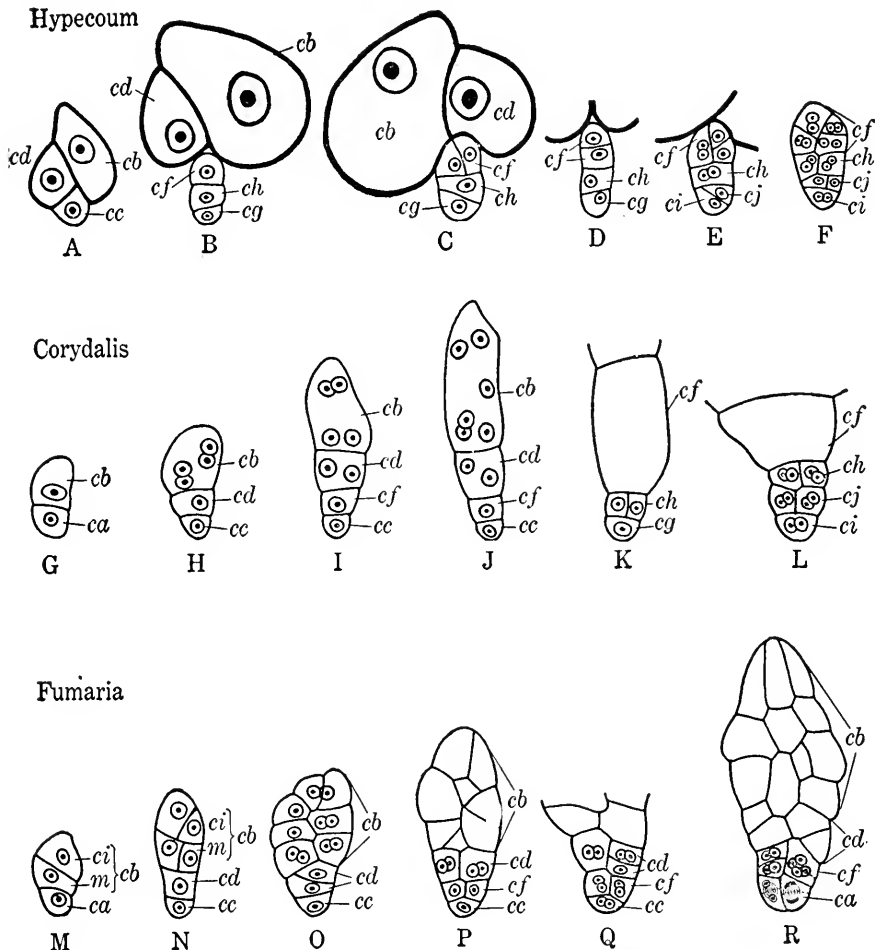 Hypecoum
cd cb cc
A
cd cb cf ch cg
B
cb cd cf ch cg
C
cf ch cg
D
cf ch cj ci
E
cf ch cj ci
F
Corydalis
cb ca
G
cb cd cc
H
cb cd cf cc
I
cb cd cf cc
J
cf ch cg
K
cf ch cj ci
L
Fumaria
ci m } cb ca
M
ci m } cb cd cc
N
cb cd cc
O
cb cd cf cc
P
cd cf cc
Q
cb cd cf ca
R